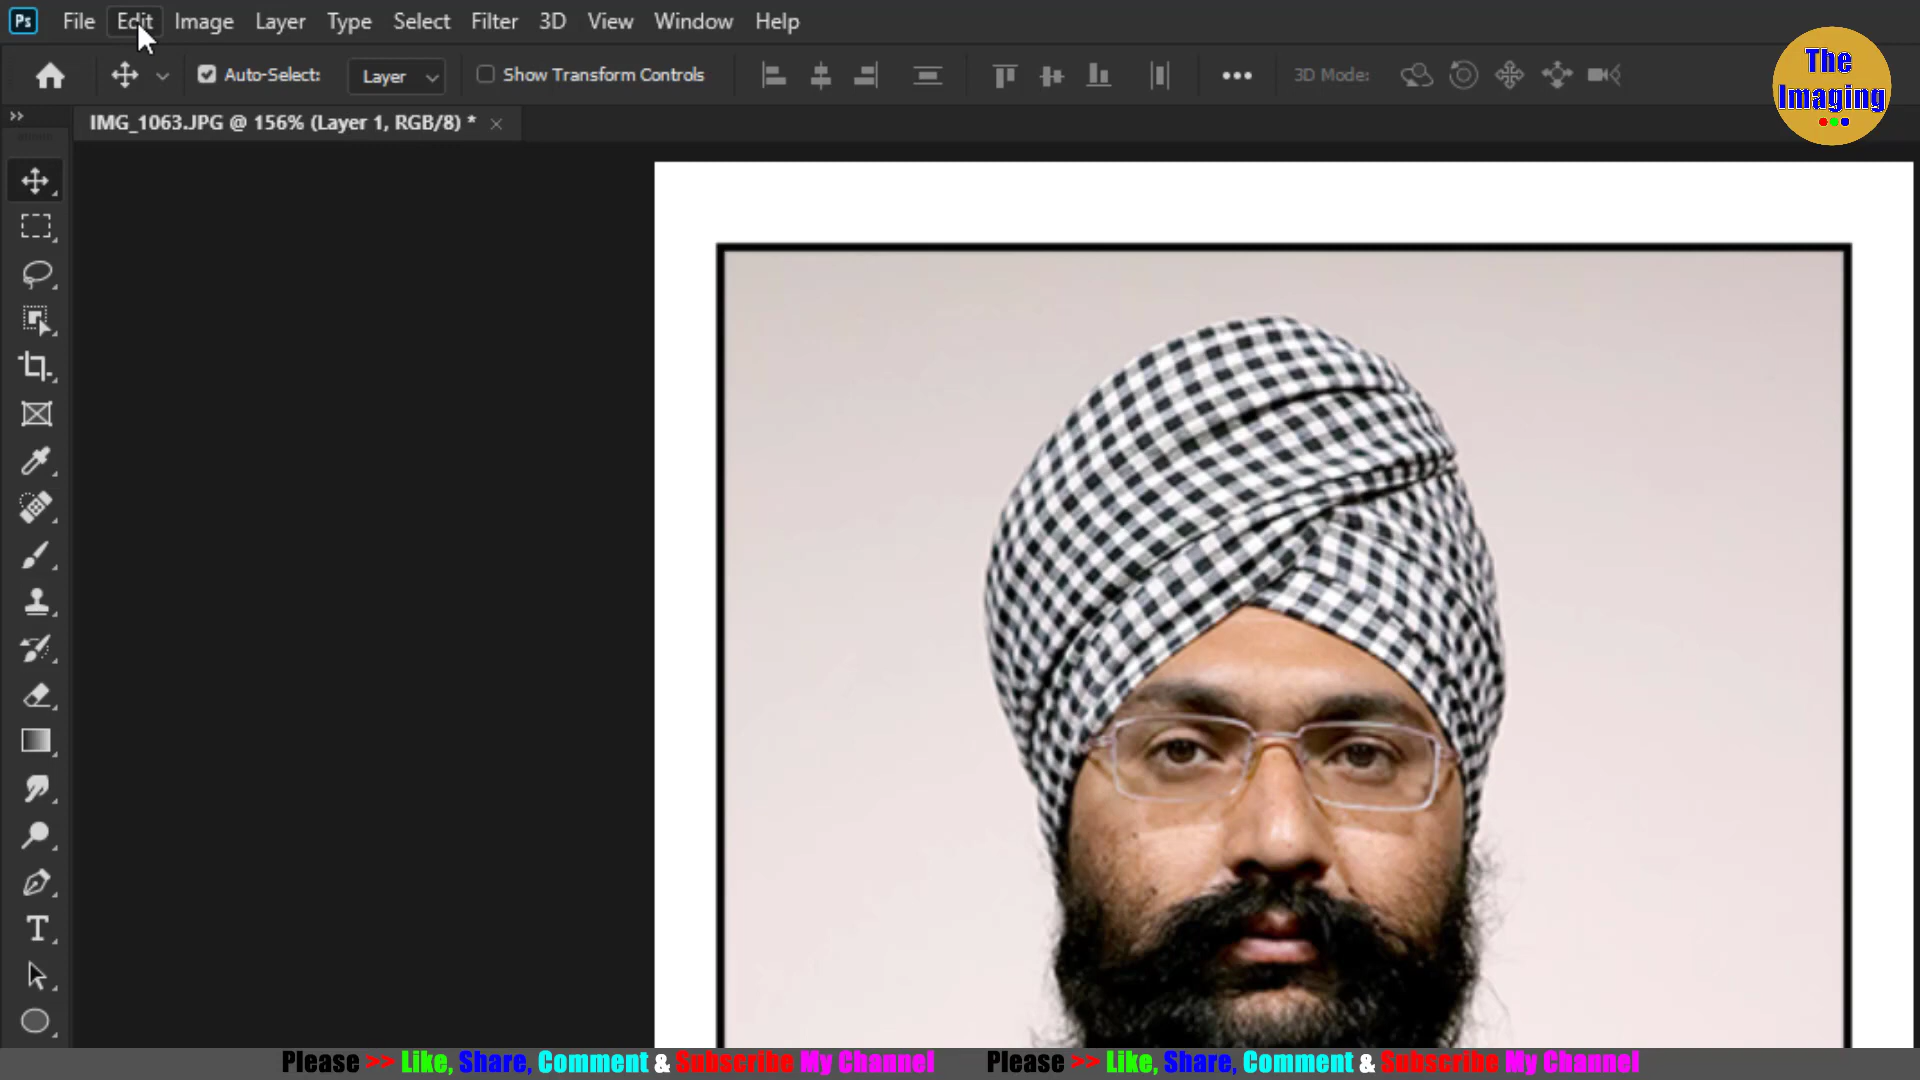 Ps File Edit Image Layer Type Select Filter 3D View Window Help
Auto-Select: Layer Show Transform Controls 3D Mode:
The
Imaging
IMG_1063.JPG @ 156% (Layer 1, RGB/8) *
Please >> Like, Share, Comment & Subscribe My Channel Please >> Like, Share, Comment & Subscribe My Channel